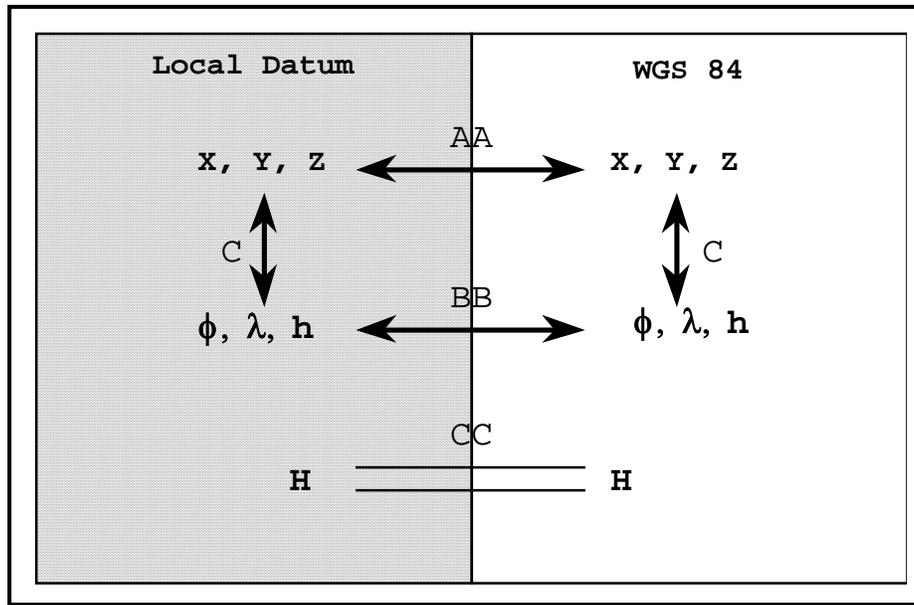 Local Datum
WGS 84
AA
X, Y, Z
X, Y, Z
C
C
BB
ϕ, λ, h
ϕ, λ, h
CC
H
H